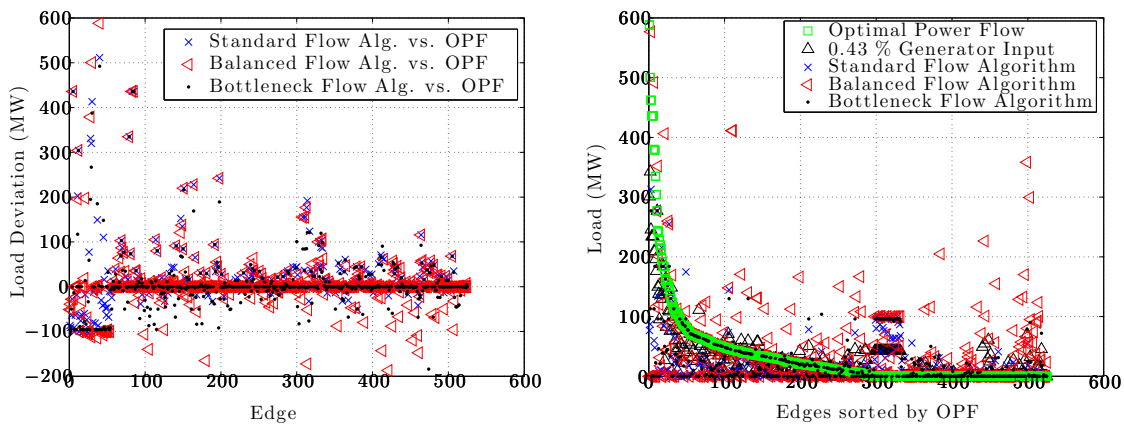 600
500
400
300
200
100
0
−100
−200
0
100
200
300
400
500
600
Load Deviation (MW)
Edge
Standard Flow Alg. vs. OPF
Balanced Flow Alg. vs. OPF
Bottleneck Flow Alg. vs. OPF
600
500
400
300
200
100
0
0
100
200
300
400
500
600
Load (MW)
Edges sorted by OPF
Optimal Power Flow
0.43 % Generator Input
Standard Flow Algorithm
Balanced Flow Algorithm
Bottleneck Flow Algorithm